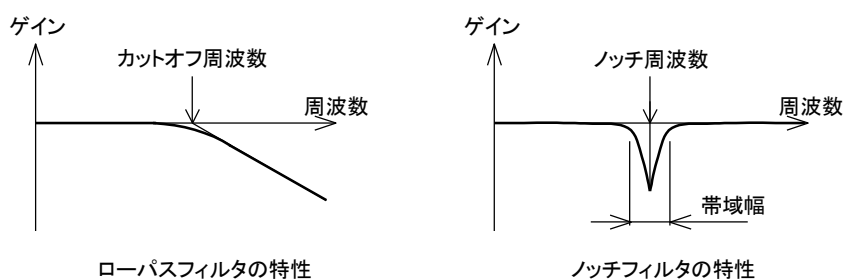 ゲイン
カットオフ周波数
周波数
ローパスフィルタの特性
ゲイン
ノッチ周波数
周波数
帯域幅
ノッチフィルタの特性